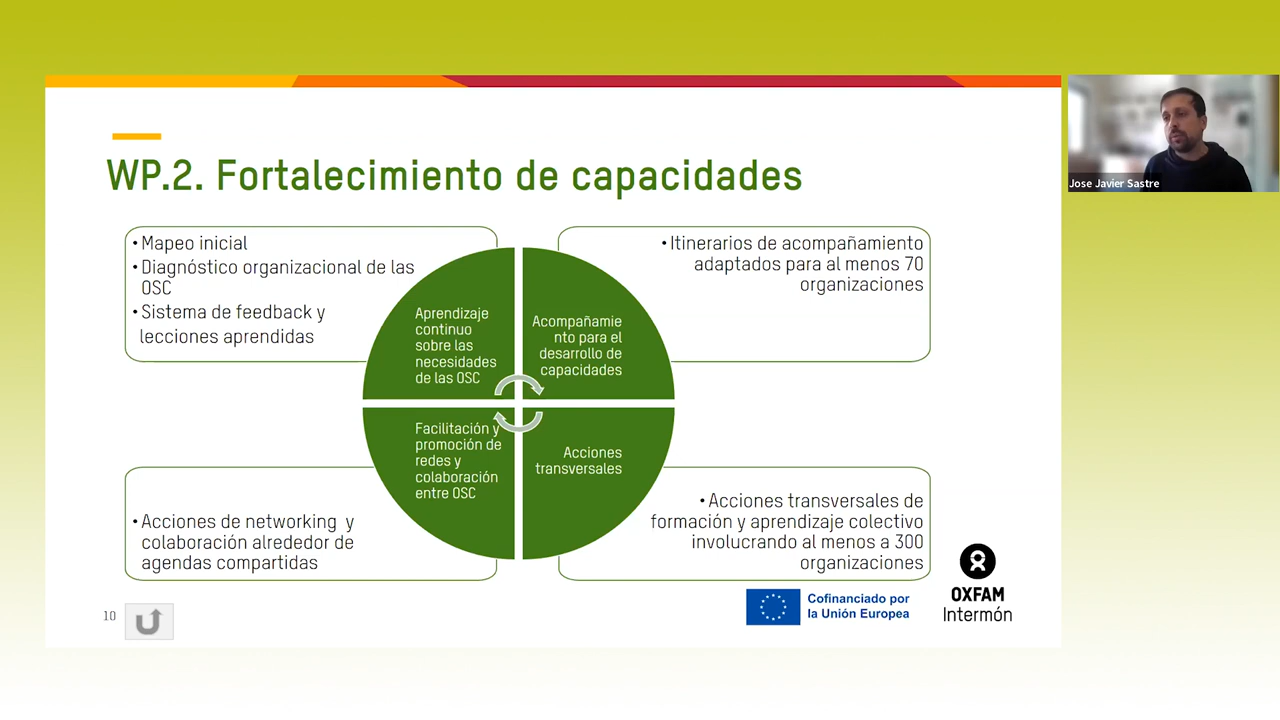 WP.2. Fortalecimiento de capacidades
• Mapeo inicial
• Diagnóstico organizacional de las
OSC
• Sistema de feedback y
lecciones aprendidas
• Itinerarios de acompañamiento
adaptados para al menos 70
organizaciones
Aprendizaje
continuo
sobre las
necesidades
de las OSC
Acompañamie
nto para el
desarrollo de
capacidades
Facilitación y
promoción de
redes y
colaboración
entre OSC
Acciones
transversales
• Acciones de networking y
colaboración alrededor de
agendas compartidas
• Acciones transversales de
formación y aprendizaje colectivo
involucrando al menos a 300
organizaciones
10
Cofinanciado por
la Unión Europea
OXFAM
Intermón
Jose Javier Sastre